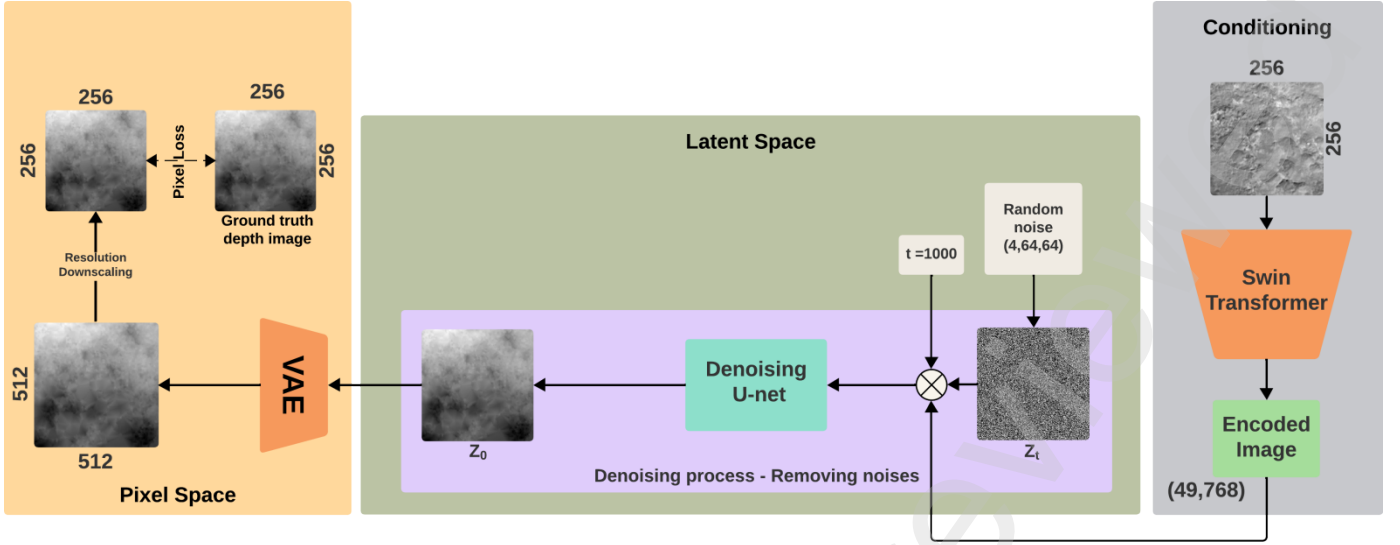 256
256
256
256
Pixel Loss
Ground truth
depth image
Resolution
Downscaling
512
512
VAE
Pixel Space
Latent Space
t =1000
Random
noise
(4,64,64)
Denoising
U-net
Z₀
Zₜ
Denoising process - Removing noises
Conditioning
256
256
Swin
Transformer
Encoded
Image
(49,768)